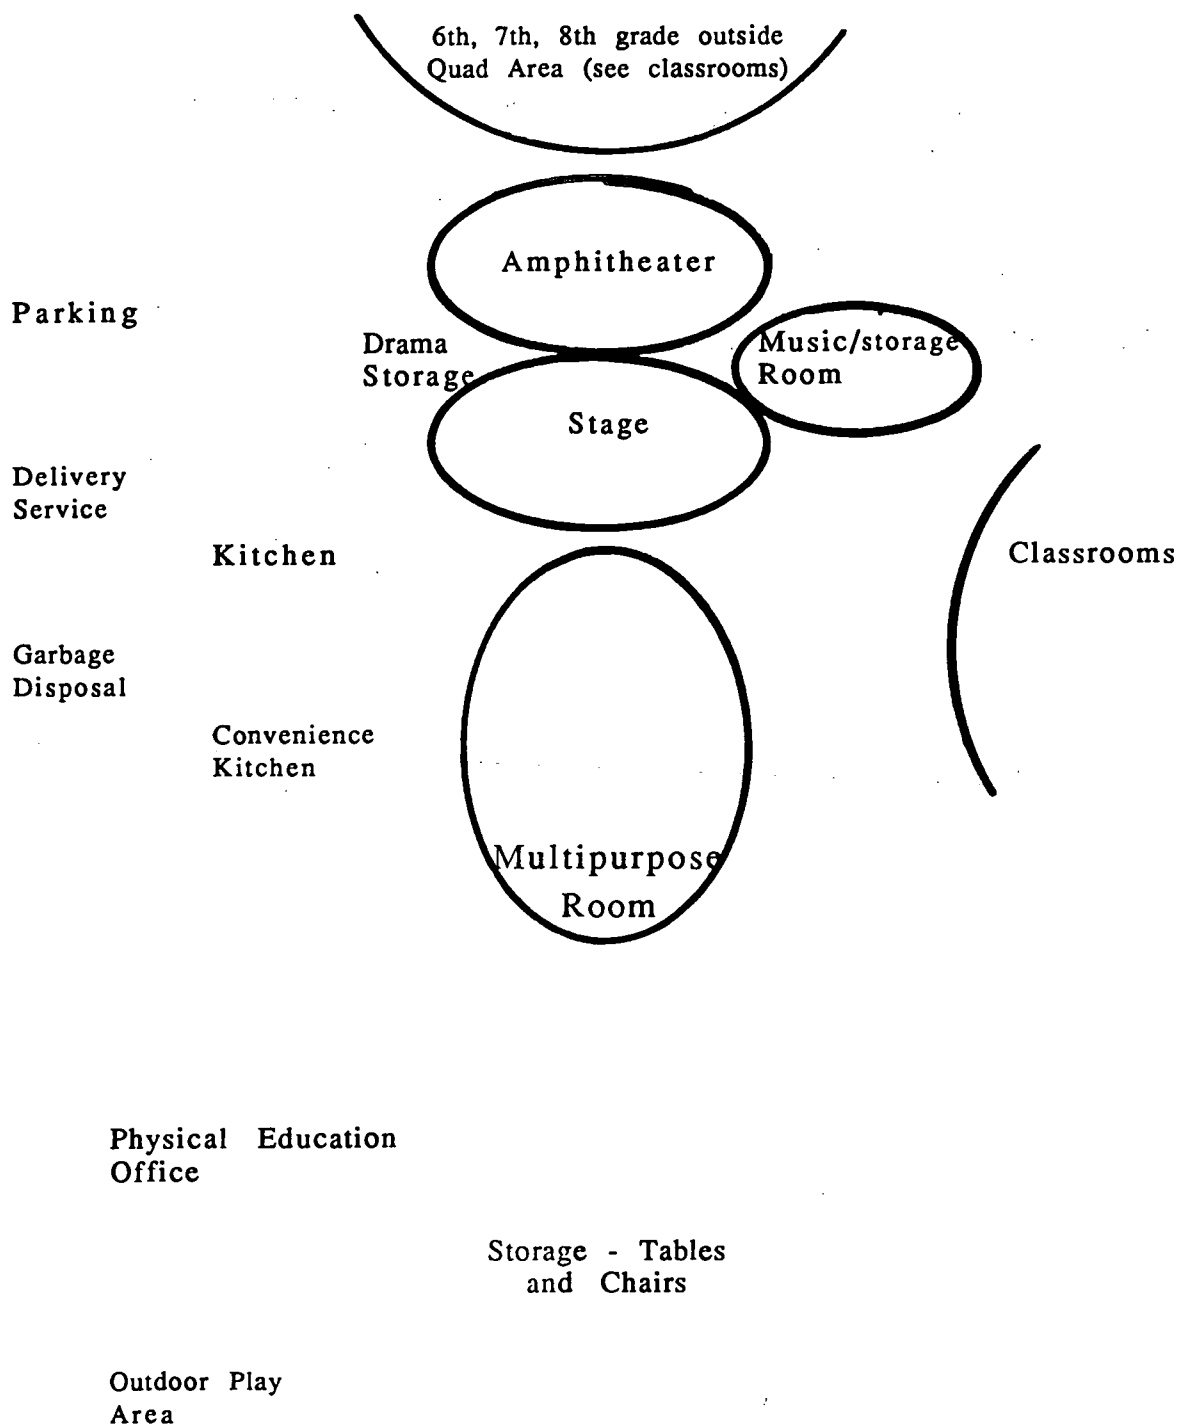 6th, 7th, 8th grade outside
Quad Area (see classrooms)
Amphitheater
Parking
Drama
Storage
Music/storage
Room
Stage
Delivery
Service
Kitchen
Classrooms
Garbage
Disposal
Convenience
Kitchen
Multipurpose
Room
Physical Education
Office
Storage - Tables
and Chairs
Outdoor Play
Area